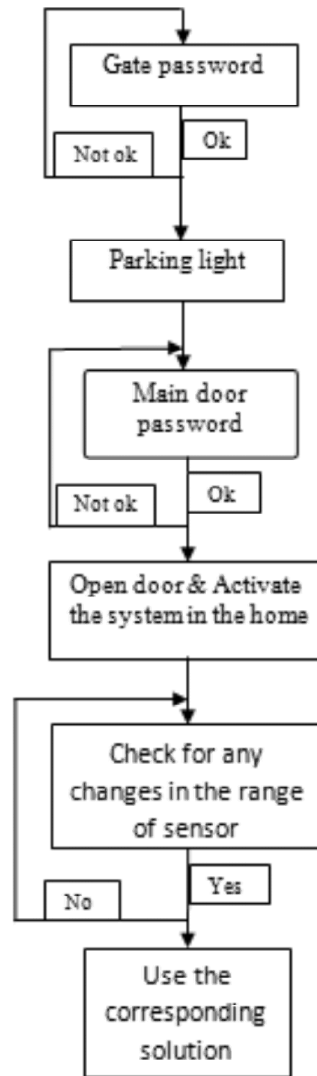 Gate password
Ok
Not ok
Parking light
Main door
password
Ok
Not ok
Open door & Activate
the system in the home
Check for any
changes in the range
of sensor
Yes
No
Use the
corresponding
solution